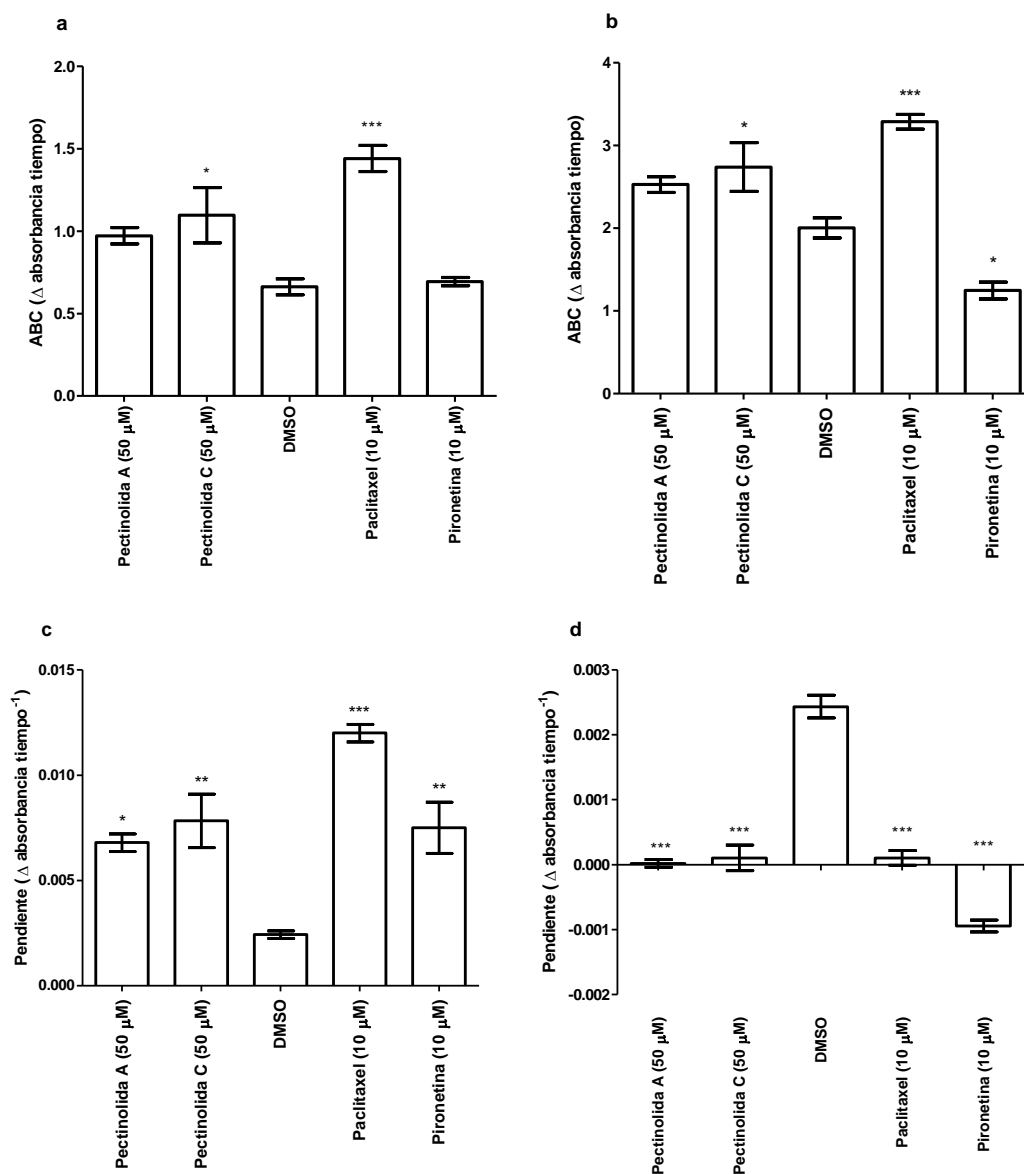 a
ABC (Δ absorbancia tiempo)
2.0
1.5
1.0
0.5
0.0
*
***
Pectinolida A (50 μM)
Pectinolida C (50 μM)
DMSO
Paclitaxel (10 μM)
Pironetina (10 μM)
b
ABC (Δ absorbancia tiempo)
4
3
2
1
0
*
***
*
Pectinolida A (50 μM)
Pectinolida C (50 μM)
DMSO
Paclitaxel (10 μM)
Pironetina (10 μM)
c
Pendiente (Δ absorbancia tiempo⁻¹)
0.015
0.010
0.005
0.000
*
**
***
**
Pectinolida A (50 μM)
Pectinolida C (50 μM)
DMSO
Paclitaxel (10 μM)
Pironetina (10 μM)
d
Pendiente (Δ absorbancia tiempo⁻¹)
0.003
0.002
0.001
0.000
-0.001
-0.002
***
***
***
***
Pectinolida A (50 μM)
Pectinolida C (50 μM)
DMSO
Paclitaxel (10 μM)
Pironetina (10 μM)